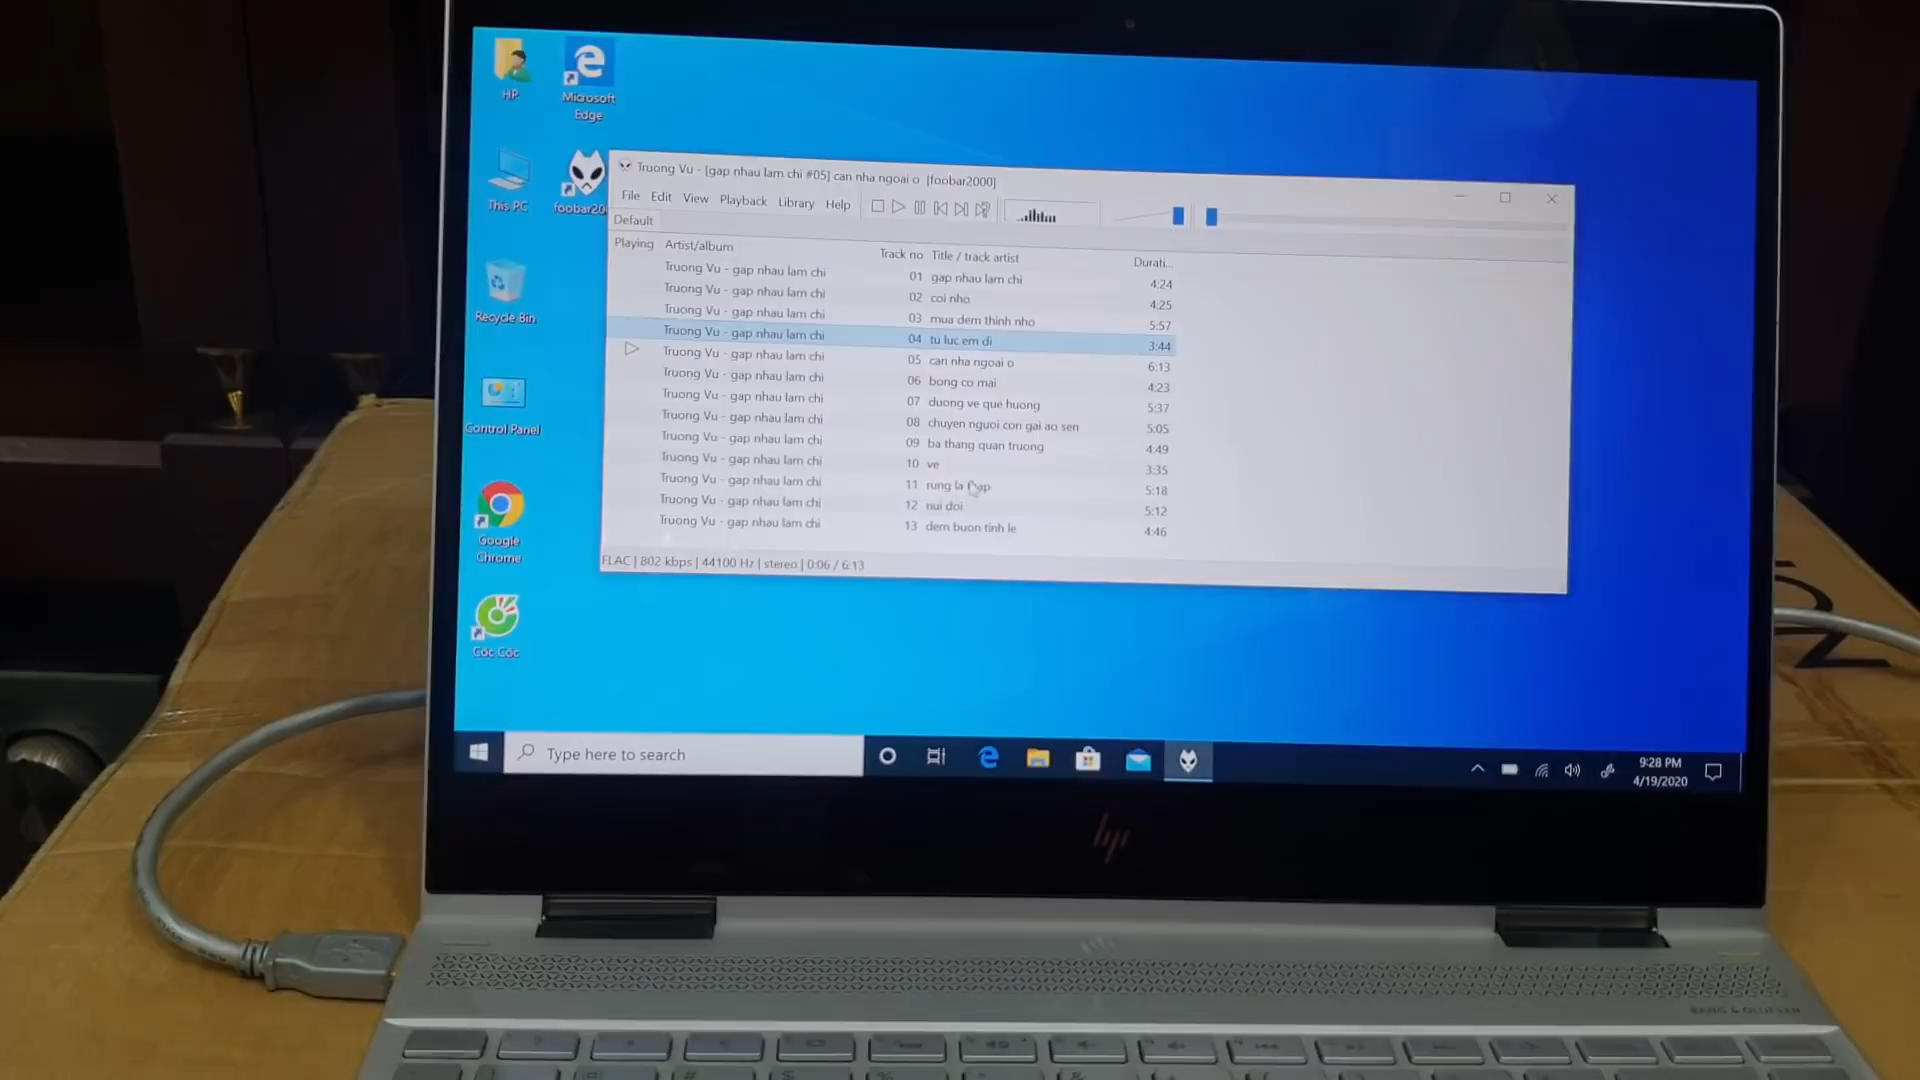 HP
Microsoft
Edge
This PC
foobar20
Recycle Bin
Control Panel
Google
Chrome
Cốc Cốc
Truong Vu - [gap nhau lam chi #05] can nha ngoai o [foobar2000]
File Edit View Playback Library Help
Default
Playing Artist/album Track no Title / track artist Durati...
Truong Vu - gap nhau lam chi 01 gap nhau lam chi 4:24
Truong Vu - gap nhau lam chi 02 coi nho 4:25
Truong Vu - gap nhau lam chi 03 mua dem thinh nho 5:57
Truong Vu - gap nhau lam chi 04 tu luc em di 3:44
Truong Vu - gap nhau lam chi 05 can nha ngoai o 6:13
Truong Vu - gap nhau lam chi 06 bong co mai 4:23
Truong Vu - gap nhau lam chi 07 duong ve que huong 5:37
Truong Vu - gap nhau lam chi 08 chuyen nguoi con gai ao sen 5:05
Truong Vu - gap nhau lam chi 09 ba thang quan truong 4:49
Truong Vu - gap nhau lam chi 10 ve 3:35
Truong Vu - gap nhau lam chi 11 rung la thap 5:18
Truong Vu - gap nhau lam chi 12 nui doi 5:12
Truong Vu - gap nhau lam chi 13 dem buon tinh le 4:46
FLAC | 802 kbps | 44100 Hz | stereo | 0:06 / 6:13
Type here to search
9:28 PM
4/19/2020
hp
BANG & OLUFSEN